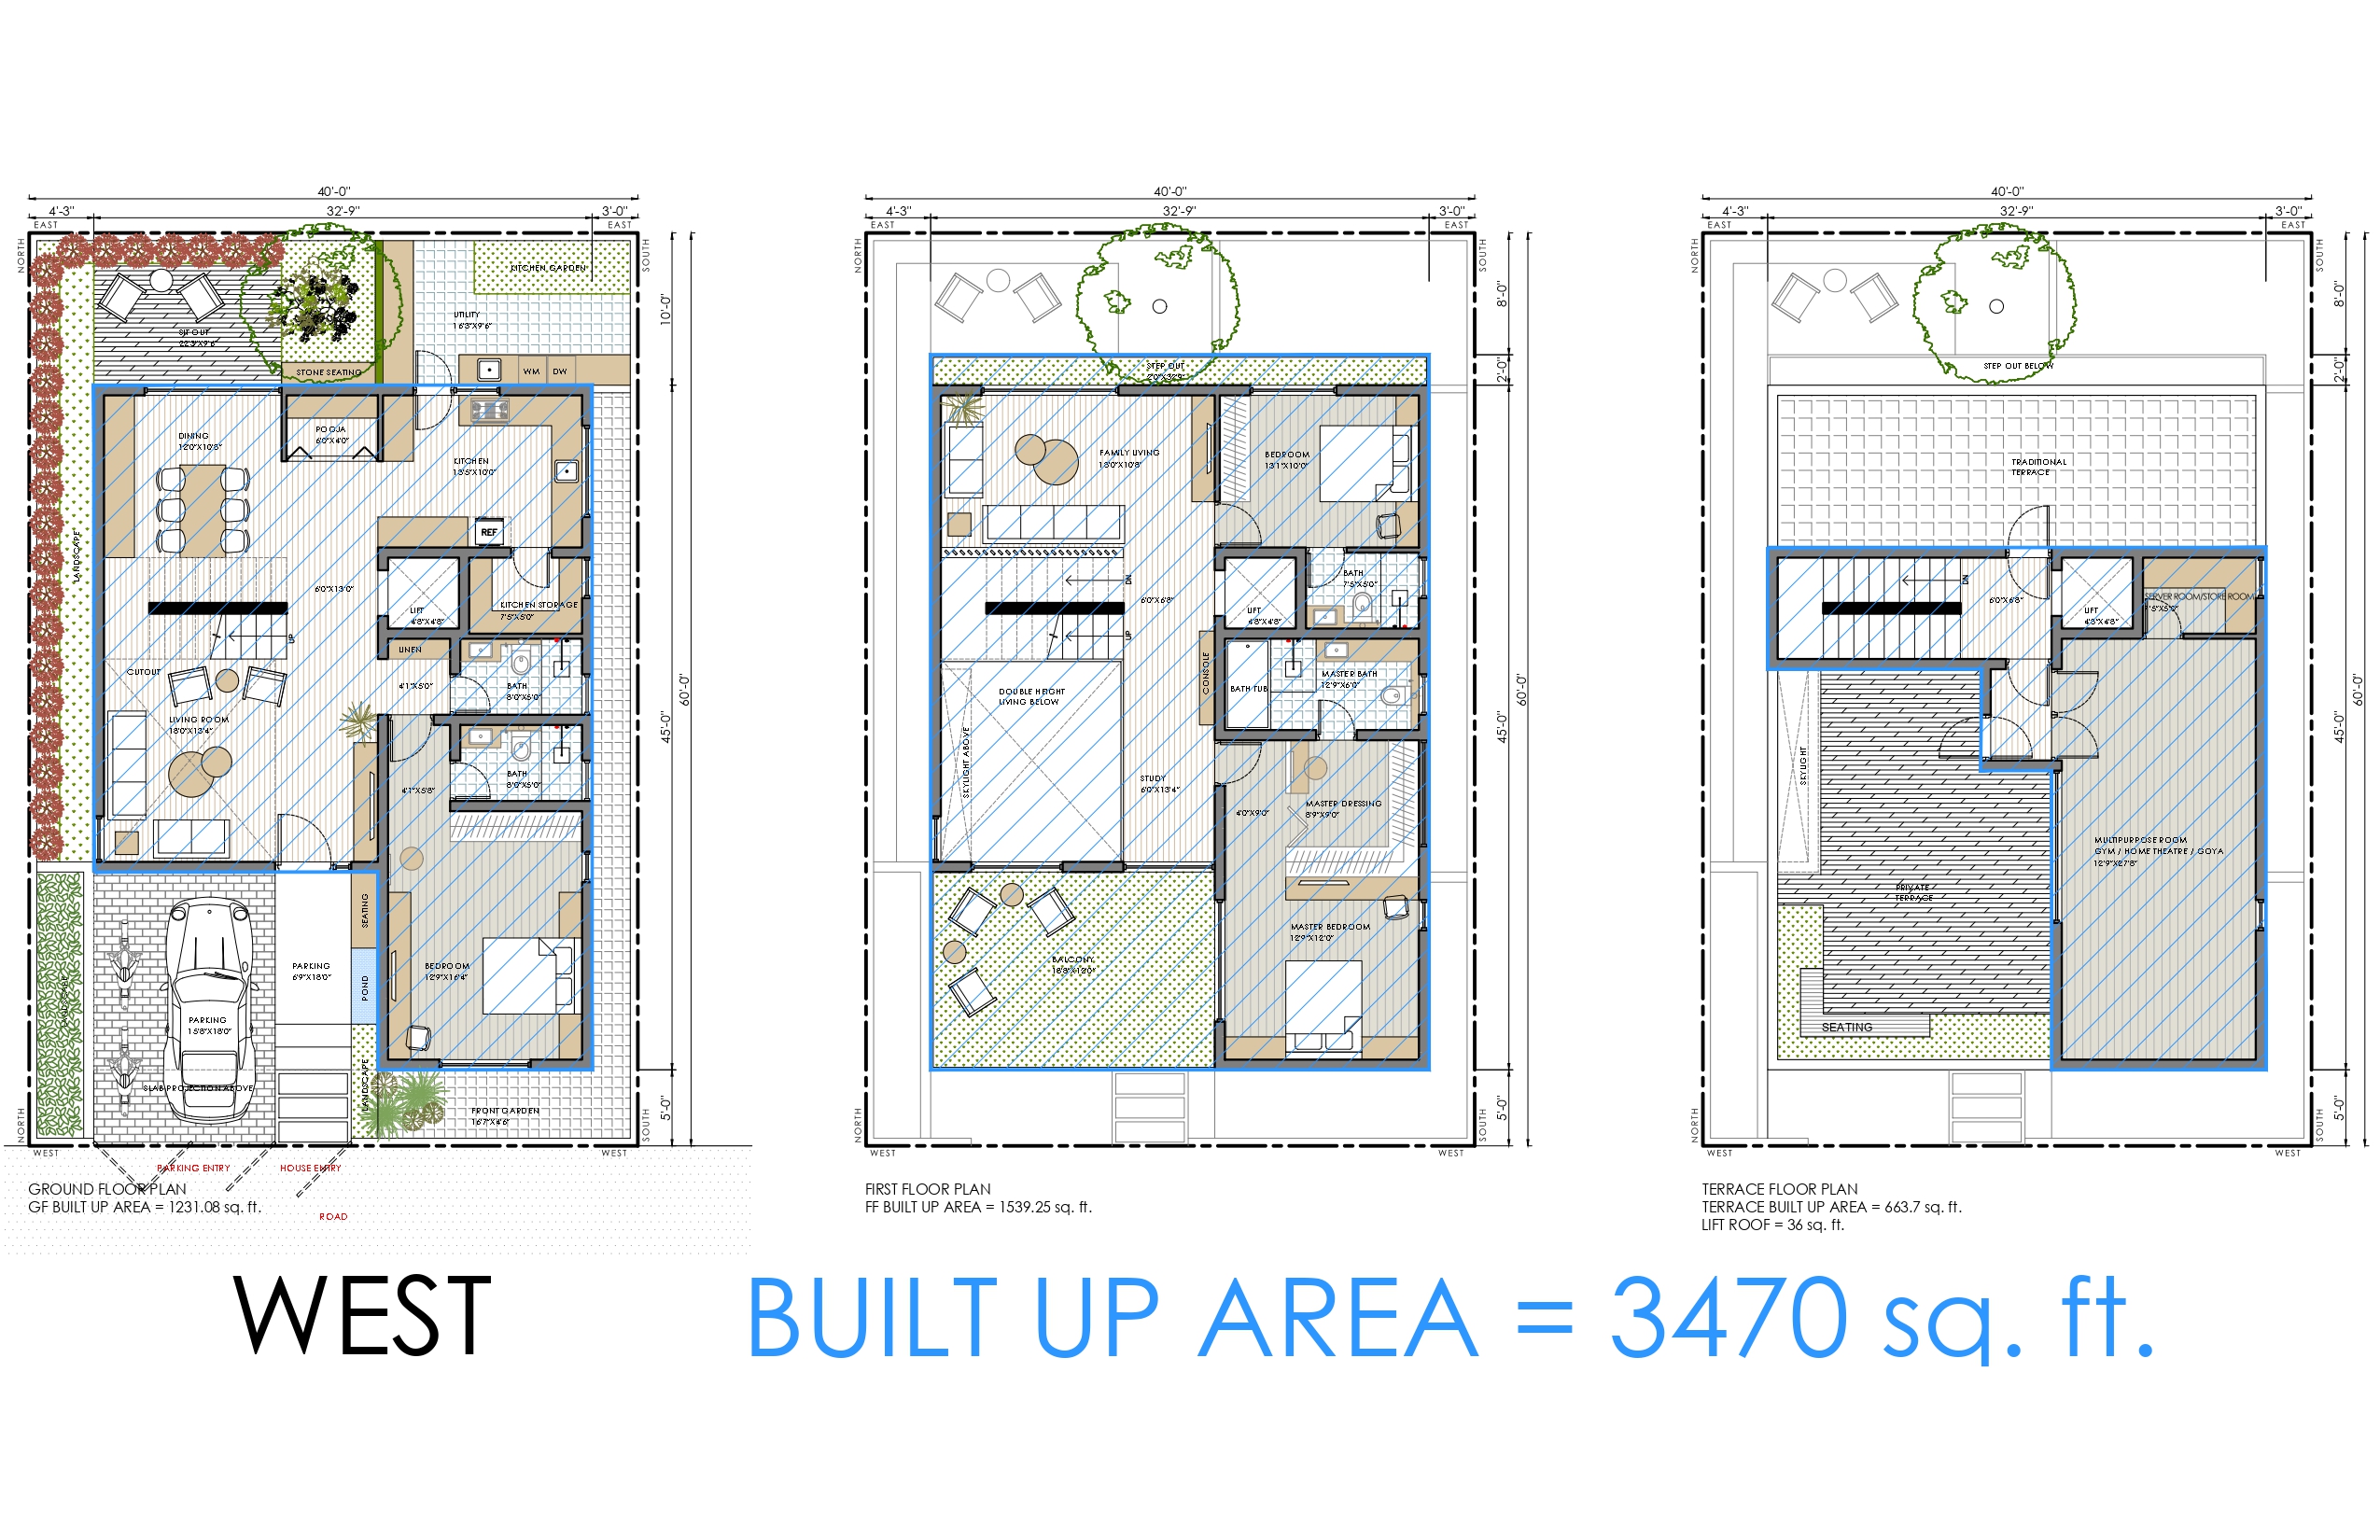 40'-0"
4'-3"
32'-9"
3'-0"
EAST
EAST
NORTH
SOUTH
KITCHEN GARDEN
SIT OUT
22'3"X9'6"
UTILITY
16'3"X9'6"
STONE SEATING
WM
DW
10'-0"
DINING
12'0"X10'8"
POOJA
6'0"X4'0"
KITCHEN
13'5"X10'0"
REF
LANDSCAPE
6'0"X13'0"
LIFT
4'8"X4'8"
KITCHEN STORAGE
7'5"X5'0"
UP
LINEN
CUTOUT
4'1"X5'0"
BATH
8'0"X5'0"
LIVING ROOM
18'0"X13'4"
BATH
8'0"X5'0"
4'1"X5'8"
45'-0"
60'-0"
SEATING
PARKING
6'9"X18'0"
POND
BEDROOM
12'9"X16'4"
PARKING
15'8"X18'0"
SLAB PROJECTION ABOVE
LANDSCAPE
LANDSCAPE
FRONT GARDEN
16'7"X4'6"
5'-0"
NORTH
SOUTH
WEST
WEST
PARKING ENTRY
HOUSE ENTRY
ROAD
GROUND FLOOR PLAN
GF BUILT UP AREA = 1231.08 sq. ft.
40'-0"
4'-3"
32'-9"
3'-0"
EAST
EAST
NORTH
SOUTH
8'-0"
STEP OUT
2'0"X32'9"
2'-0"
FAMILY LIVING
18'0"X10'8"
BEDROOM
13'1"X10'0"
DN
BATH
7'5"X5'0"
6'0"X6'8"
LIFT
4'8"X4'8"
UP
CONSOLE
DOUBLE HEIGHT
LIVING BELOW
BATH TUB
MASTER BATH
12'9"X6'0"
SKYLIGHT ABOVE
STUDY
6'0"X13'4"
4'0"X9'0"
MASTER DRESSING
8'9"X9'0"
MASTER BEDROOM
12'9"X12'0"
BALCONY
18'8"X12'0"
45'-0"
60'-0"
5'-0"
NORTH
SOUTH
WEST
WEST
FIRST FLOOR PLAN
FF BUILT UP AREA = 1539.25 sq. ft.
40'-0"
4'-3"
32'-9"
3'-0"
EAST
EAST
NORTH
SOUTH
8'-0"
STEP OUT BELOW
2'-0"
TRADITIONAL
TERRACE
DN
6'0"X6'8"
LIFT
4'8"X4'8"
SERVER ROOM/STORE ROOM
7'5"X5'0"
SKYLIGHT
MULTIPURPOSE ROOM
GYM / HOME THEATRE / GOYA
12'9"X27'8"
PRIVATE
TERRACE
SEATING
45'-0"
60'-0"
5'-0"
NORTH
SOUTH
WEST
WEST
TERRACE FLOOR PLAN
TERRACE BUILT UP AREA = 663.7 sq. ft.
LIFT ROOF = 36 sq. ft.
WEST
BUILT UP AREA = 3470 sq. ft.